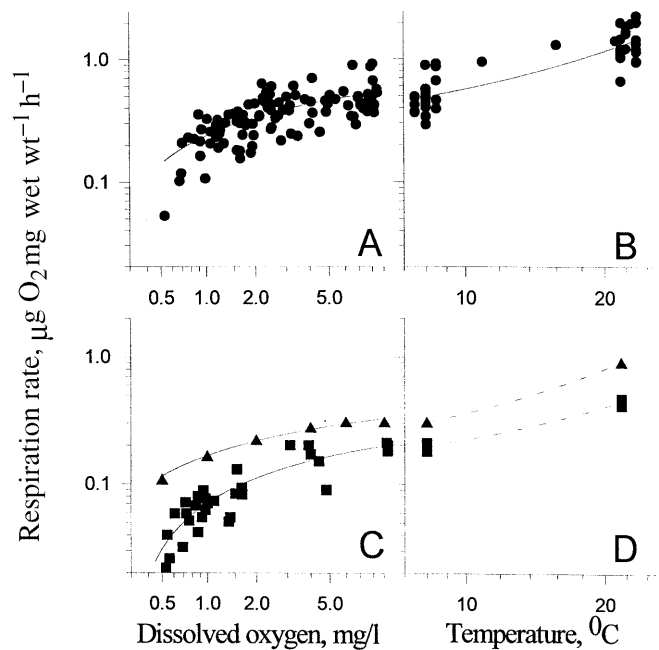 Respiration rate, µg O2 mg wet wt−1 h−1
1.0
0.1
A
B
0.5 1.0 2.0 5.0 10 20
1.0
0.1
C
D
0.5 1.0 2.0 5.0 10 20
Dissolved oxygen, mg/l Temperature, 0C